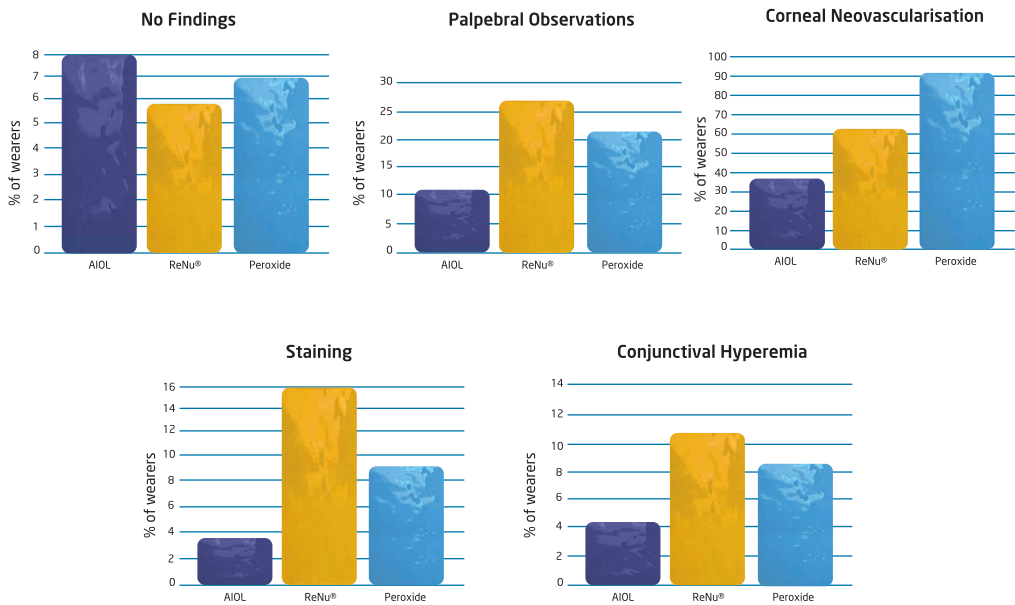 No Findings
8
7
6
5
4
3
2
1
0
% of wearers
AIOL
ReNu®
Peroxide
Palpebral Observations
30
25
20
15
10
5
0
% of wearers
AIOL
ReNu®
Peroxide
Corneal Neovascularisation
100
90
80
70
60
50
40
30
20
10
0
% of wearers
AIOL
ReNu®
Peroxide
Staining
16
14
12
10
8
6
4
2
0
% of wearers
AIOL
ReNu®
Peroxide
Conjunctival Hyperemia
14
12
10
8
6
4
2
0
% of wearers
AIOL
ReNu®
Peroxide